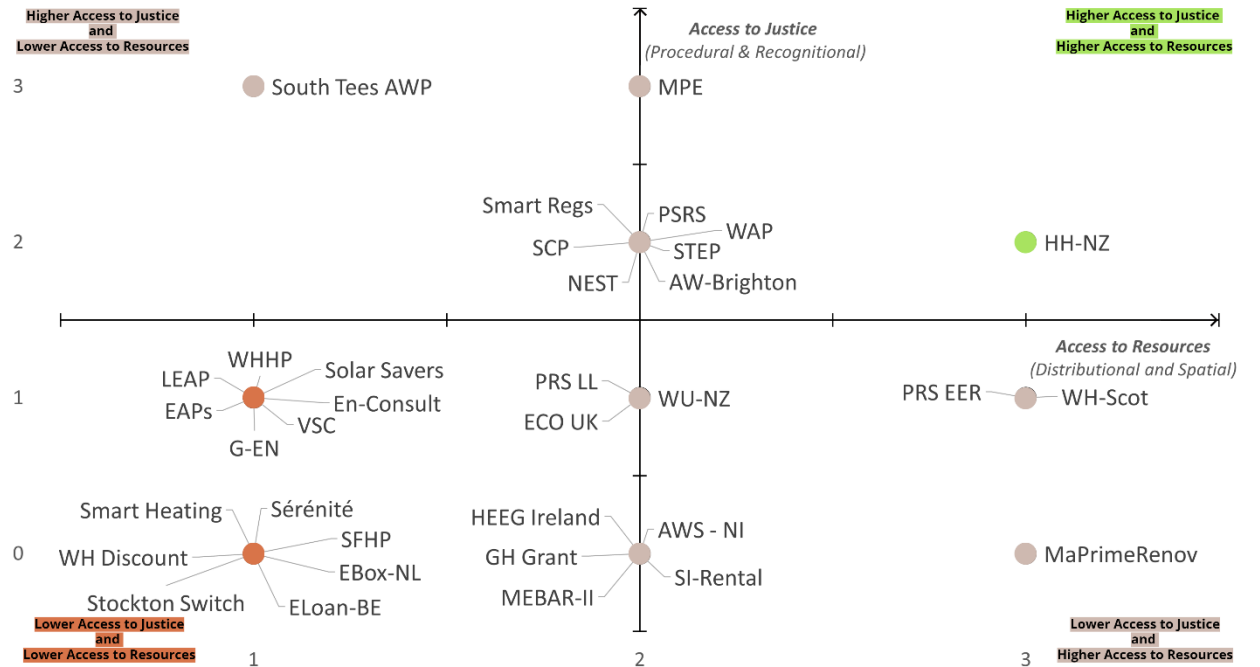 Higher Access to Justice
and
Lower Access to Resources
Access to Justice
(Procedural & Recognitional)
Higher Access to Justice
and
Higher Access to Resources
3
South Tees AWP
MPE
Smart Regs
PSRS
WAP
2
SCP
STEP
HH-NZ
NEST
AW-Brighton
Access to Resources
(Distributional and Spatial)
WHHP
LEAP
Solar Savers
PRS LL
PRS EER
1
EAPs
En-Consult
WU-NZ
WH-Scot
VSC
ECO UK
G-EN
Smart Heating
Sérénité
HEEG Ireland
AWS - NI
SFHP
0
WH Discount
GH Grant
MaPrimeRenov
EBox-NL
SI-Rental
Stockton Switch
ELoan-BE
MEBAR-II
Lower Access to Justice
and
Lower Access to Resources
Lower Access to Justice
and
Higher Access to Resources
1
2
3